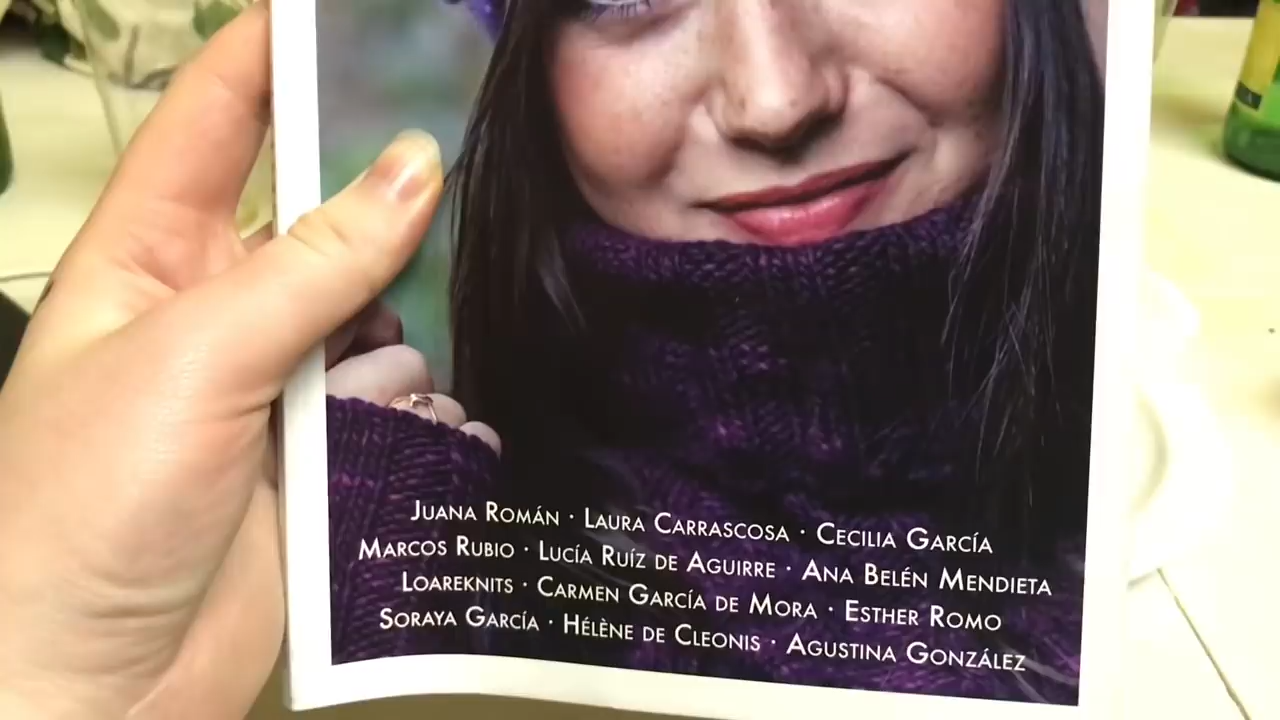 Juana Román · Laura Carrascosa · Cecilia García
Marcos Rubio · Lucía Ruíz de Aguirre · Ana Belén Mendieta
Loareknits · Carmen García de Mora · Esther Romo
Soraya García · Hélène de Cleonis · Agustina González